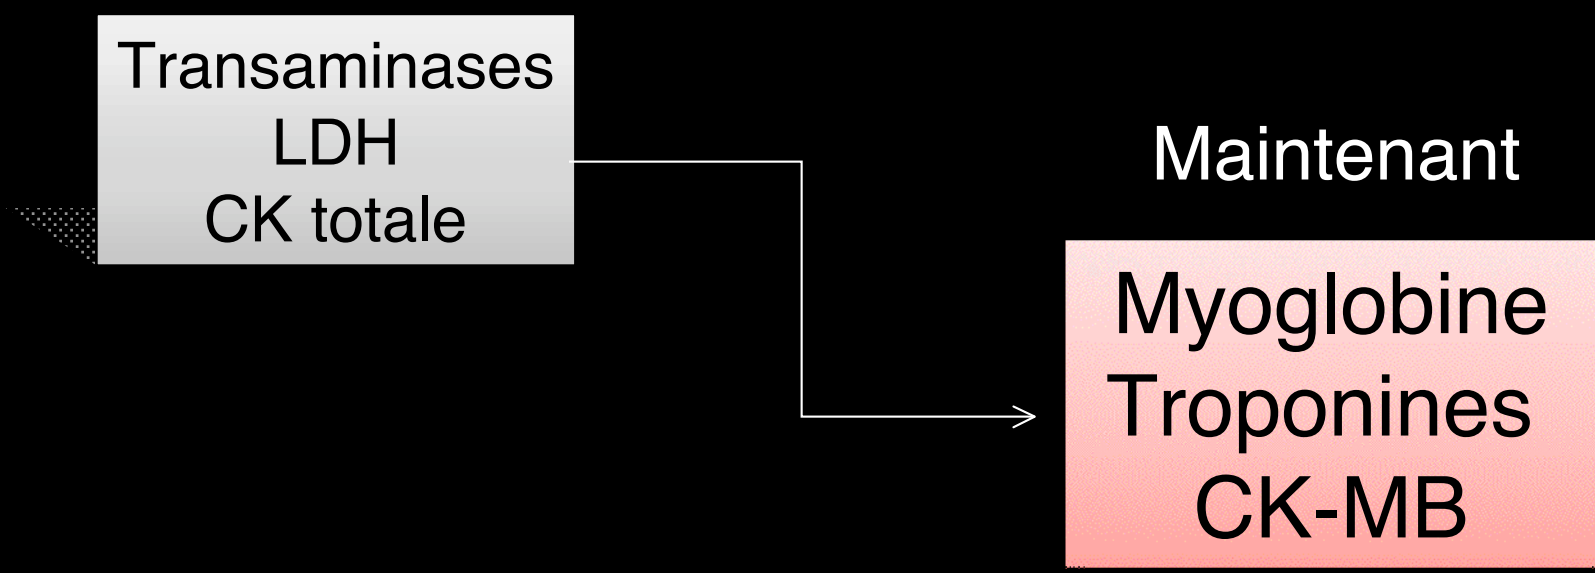 Transaminases
LDH
CK totale
Maintenant
Myoglobine
Troponines
CK-MB